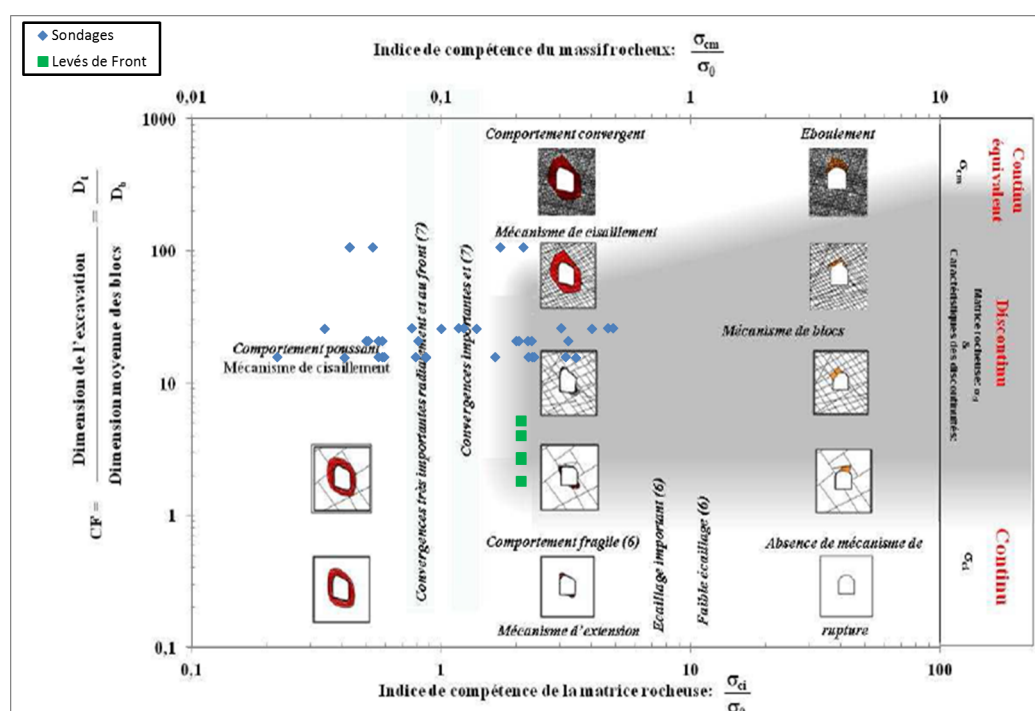 Sondages
Levés de Front
Indice de compétence du massif rocheux: σcm
σ0
0,01
0,1
1
10
1000
100
10
1
0,1
CF = Dimension de l'excavation = Dt
Dimension moyenne des blocs Db
Comportement convergent
Eboulement
Mécanisme de cisaillement
Mécanisme de blocs
Comportement poussant
Mécanisme de cisaillement
Convergences très importantes radialement et au front (7)
Convergences importantes et (7)
Comportement fragile (6)
Mécanisme d'extension
Ecaillage important (6)
Faible écaillage (6)
Absence de mécanisme de
rupture
Continu
équivalent
σcm
Discontinu
Matrice rocheuse: σci
&
Caractéristiques des discontinuités:
Continu
σci
0,1
1
10
100
Indice de compétence de la matrice rocheuse: σci
σ0